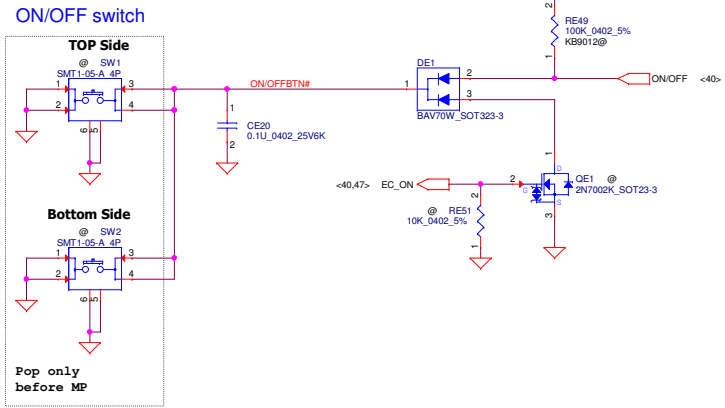 ON/OFF switch
TOP Side
@ SW1
SMT1-05-A_4P
1
3
2
4
6
5
ON/OFFBTN#
1
CE20
0.1U_0402_25V6K
2
DE1
1
2
3
BAV70W_SOT323-3
2
RE49
100K_0402_5%
KB9012@
1
ON/OFF <40>
<40,47> EC_ON
2
@ RE51
10K_0402_5%
1
2
1
D
G
S
3
QE1 @
2N7002K_SOT23-3
Bottom Side
@ SW2
SMT1-05-A_4P
1
3
2
4
6
5
Pop only
before MP